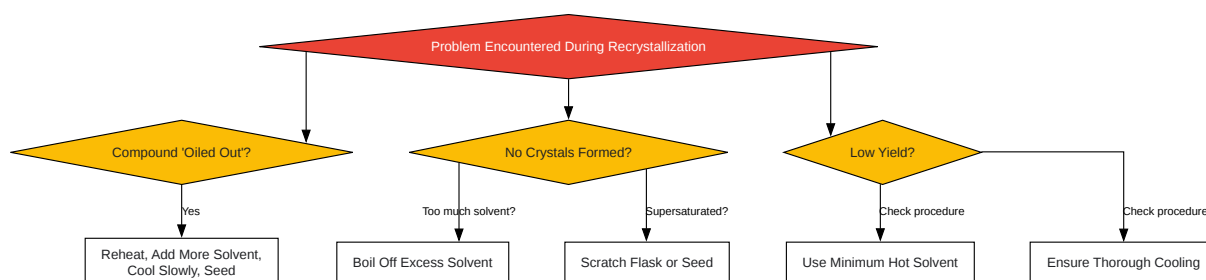 Problem Encountered During Recrystallization
Compound 'Oiled Out'?
No Crystals Formed?
Low Yield?
Yes
Too much solvent?
Supersaturated?
Check procedure
Check procedure
Reheat, Add More Solvent,
Cool Slowly, Seed
Boil Off Excess Solvent
Scratch Flask or Seed
Use Minimum Hot Solvent
Ensure Thorough Cooling